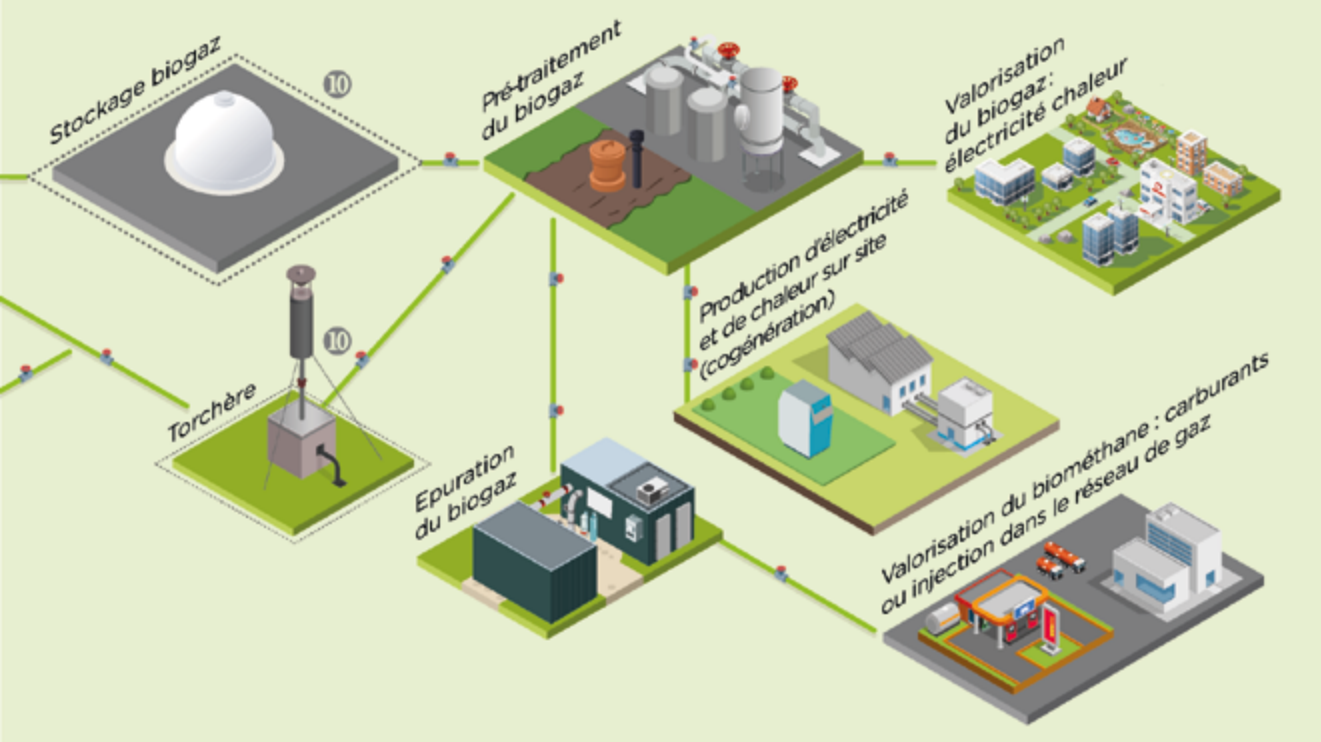 Stockage biogaz
10
Pré-traitement
du biogaz
Valorisation
du biogaz:
électricité chaleur
Production d'électricité
et de chaleur sur site
(cogénération)
Torchère
10
Epuration
du biogaz
Valorisation du biométhane : carburants
ou injection dans le réseau de gaz